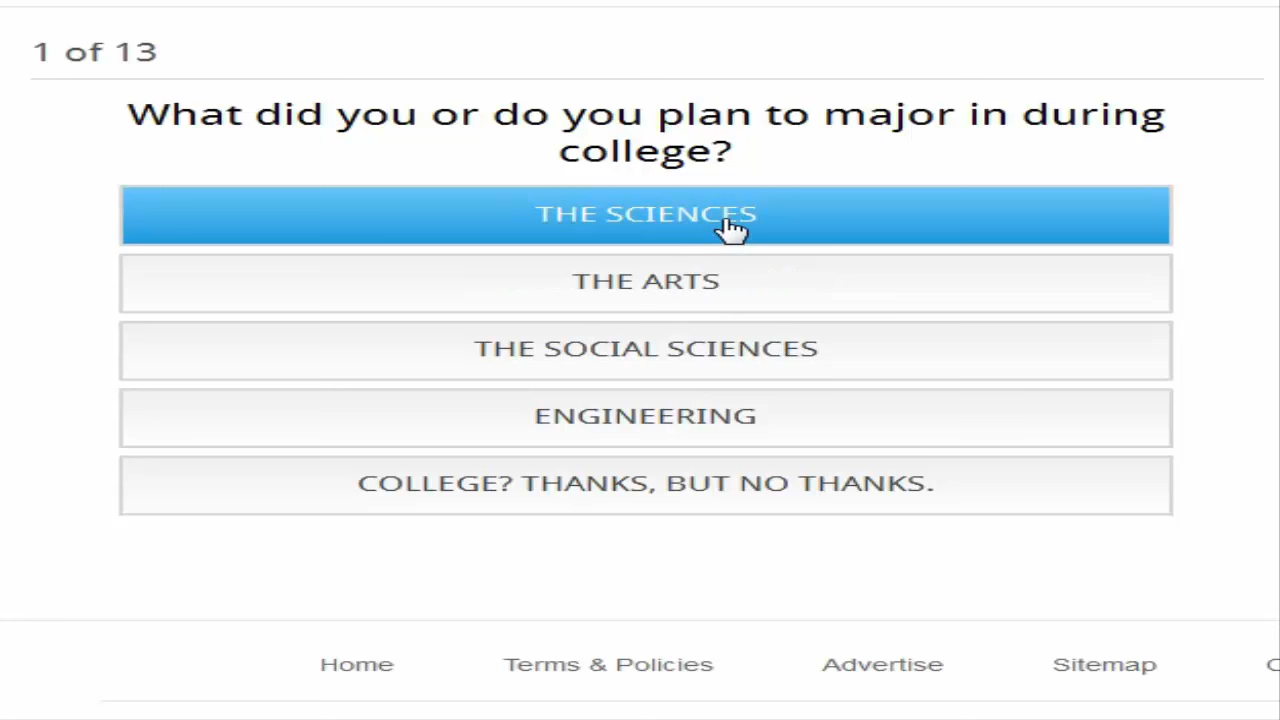 1 of 13
What did you or do you plan to major in during
college?
THE SCIENCES
THE ARTS
THE SOCIAL SCIENCES
ENGINEERING
COLLEGE? THANKS, BUT NO THANKS.
Home Terms & Policies Advertise Sitemap